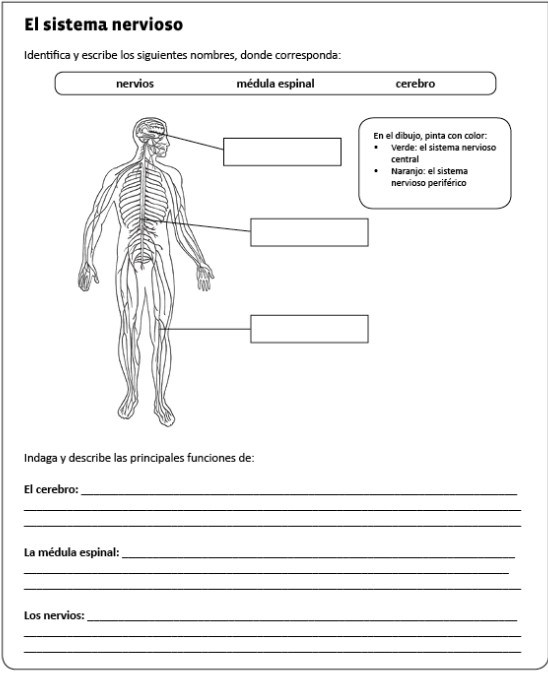 El sistema nervioso
Identifica y escribe los siguientes nombres, donde corresponda:
nervios médula espinal cerebro
En el dibujo, pinta con color:
• Verde: el sistema nervioso
central
• Naranjo: el sistema
nervioso periférico
Indaga y describe las principales funciones de:
El cerebro:
La médula espinal:
Los nervios: